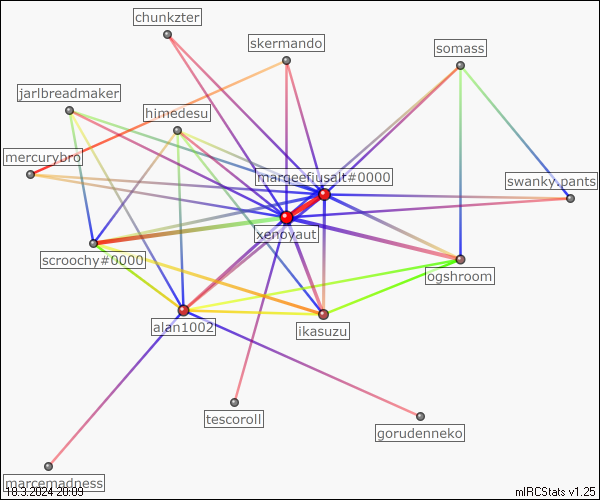 chunkzter
skermando
somass
jarlbreadmaker
himedesu
mercurybro
margeefjusalt#0000
swanky.pants
xenoyaut
scroochy#0000
ogshroom
alan1002
ikasuzu
tescoroll
gorudenneko
marcemadness
18.3.2024 20:09
mIRCStats v1.25